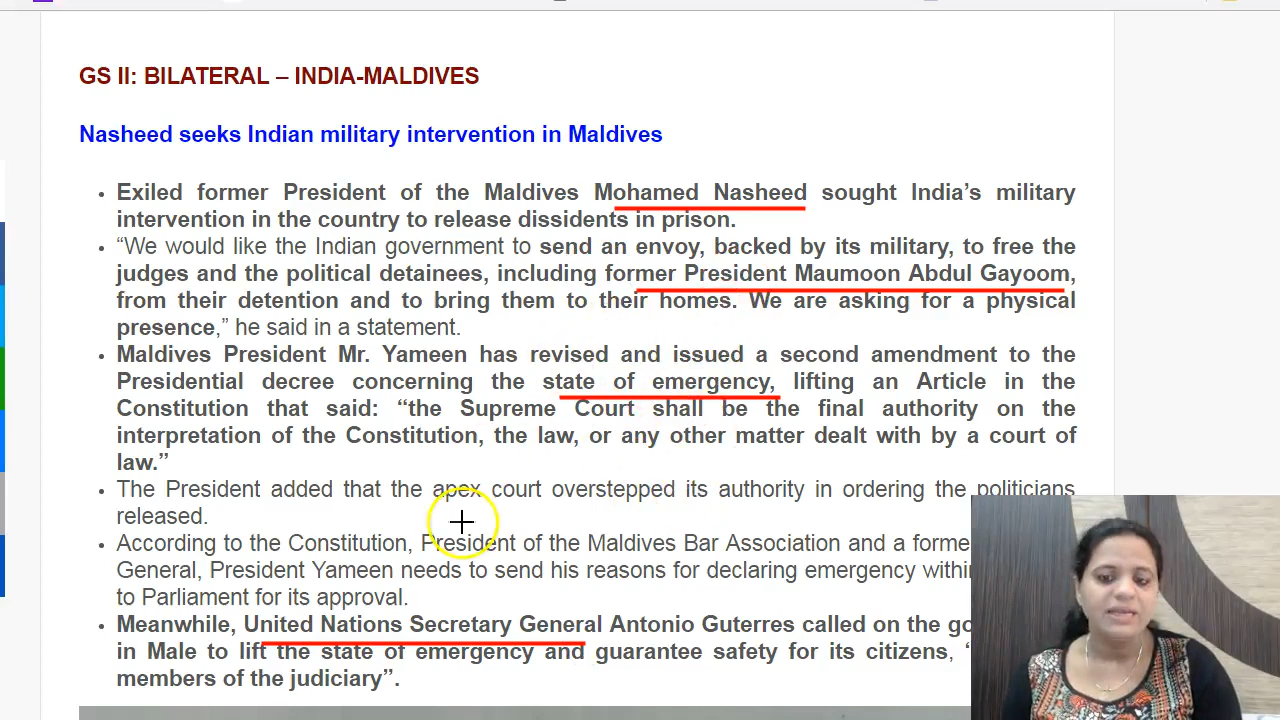 GS II: BILATERAL – INDIA-MALDIVES
Nasheed seeks Indian military intervention in Maldives
• Exiled former President of the Maldives Mohamed Nasheed sought India’s military
intervention in the country to release dissidents in prison.
• “We would like the Indian government to send an envoy, backed by its military, to free the
judges and the political detainees, including former President Maumoon Abdul Gayoom,
from their detention and to bring them to their homes. We are asking for a physical
presence,” he said in a statement.
• Maldives President Mr. Yameen has revised and issued a second amendment to the
Presidential decree concerning the state of emergency, lifting an Article in the
Constitution that said: “the Supreme Court shall be the final authority on the
interpretation of the Constitution, the law, or any other matter dealt with by a court of
law.”
• The President added that the apex court overstepped its authority in ordering the politicians
released.
• According to the Constitution, President of the Maldives Bar Association and a
General, President Yameen needs to send his reasons for declaring emergency
to Parliament for its approval.
• Meanwhile, United Nations Secretary General Antonio Guterres called on the
in Male to lift the state of emergency and guarantee safety for its citizens,
members of the judiciary”.